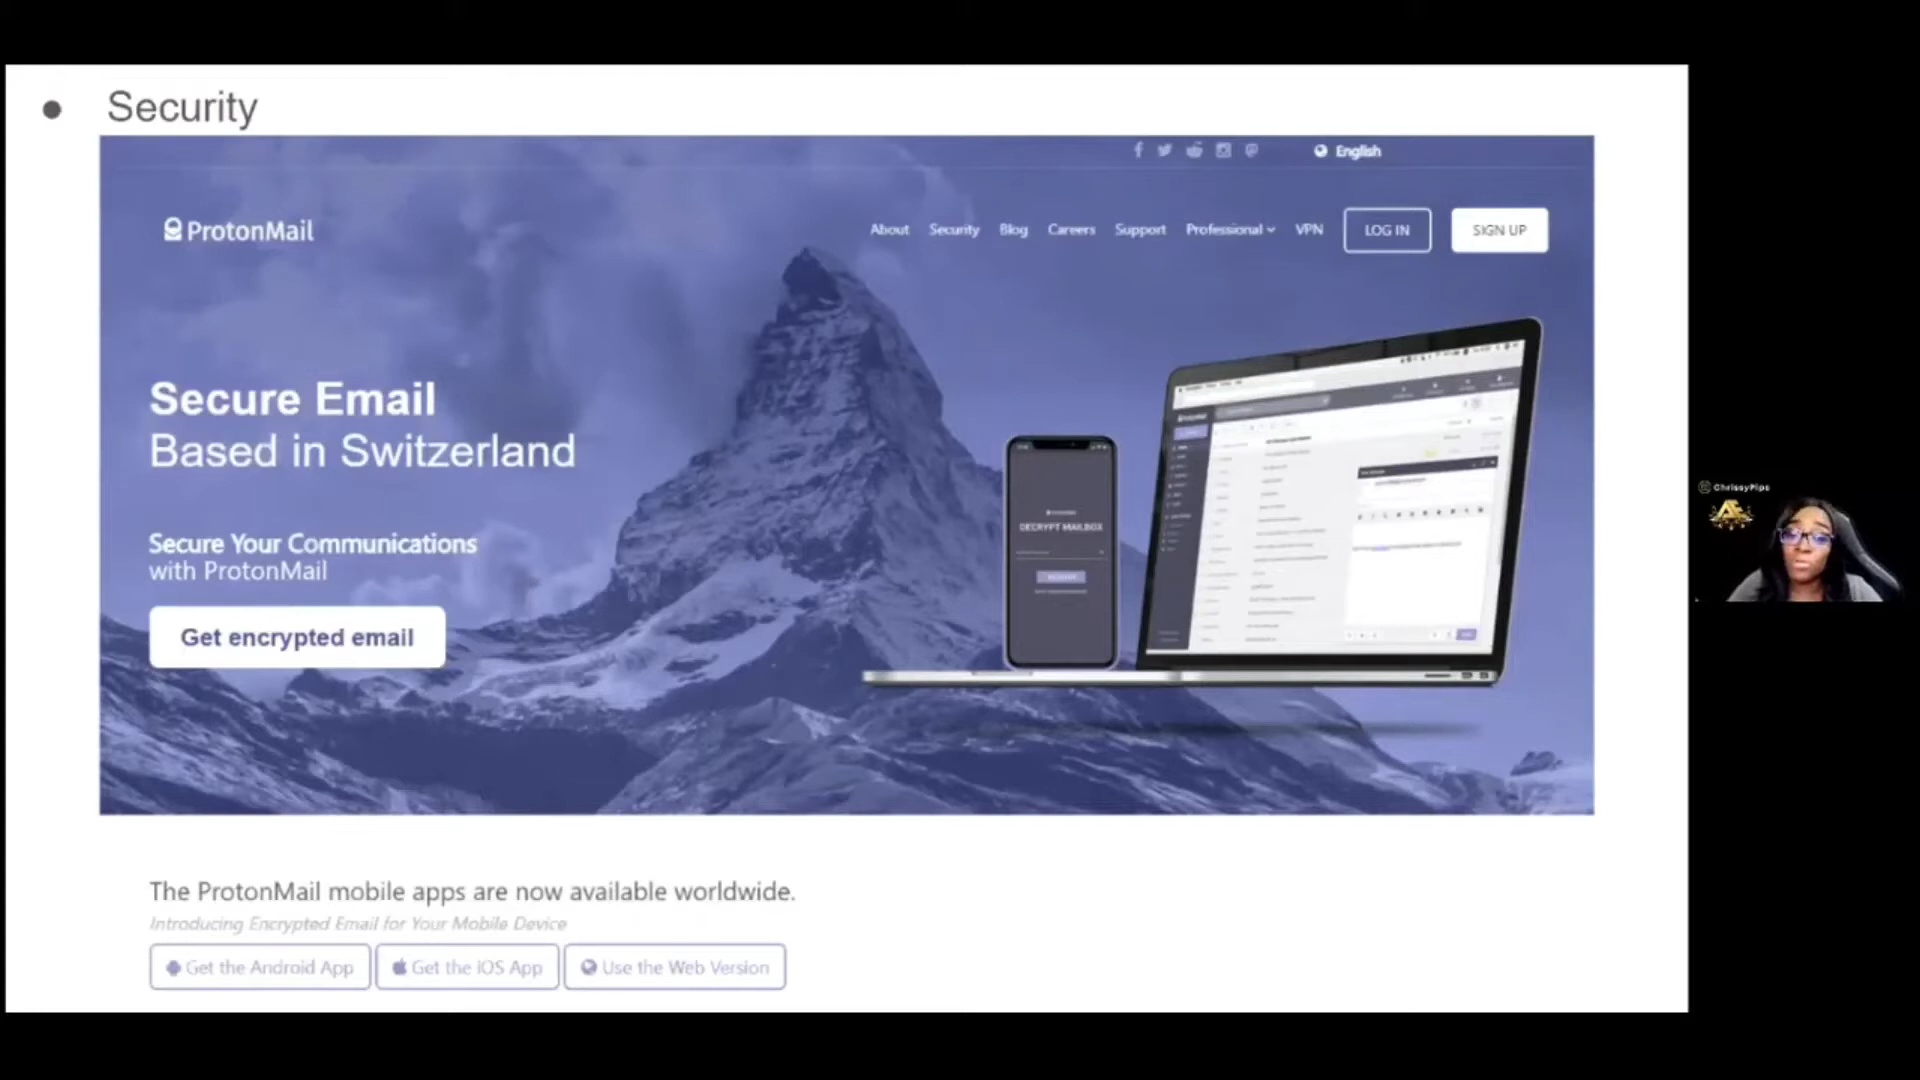 Security
English
ProtonMail
About Security Blog Careers Support Professional VPN LOG IN SIGN UP
Secure Email
Based in Switzerland
Secure Your Communications
with ProtonMail
Get encrypted email
DECRYPT MAILBOX
ChrissyPips
The ProtonMail mobile apps are now available worldwide.
Introducing Encrypted Email for Your Mobile Device
Get the Android App Get the iOS App Use the Web Version